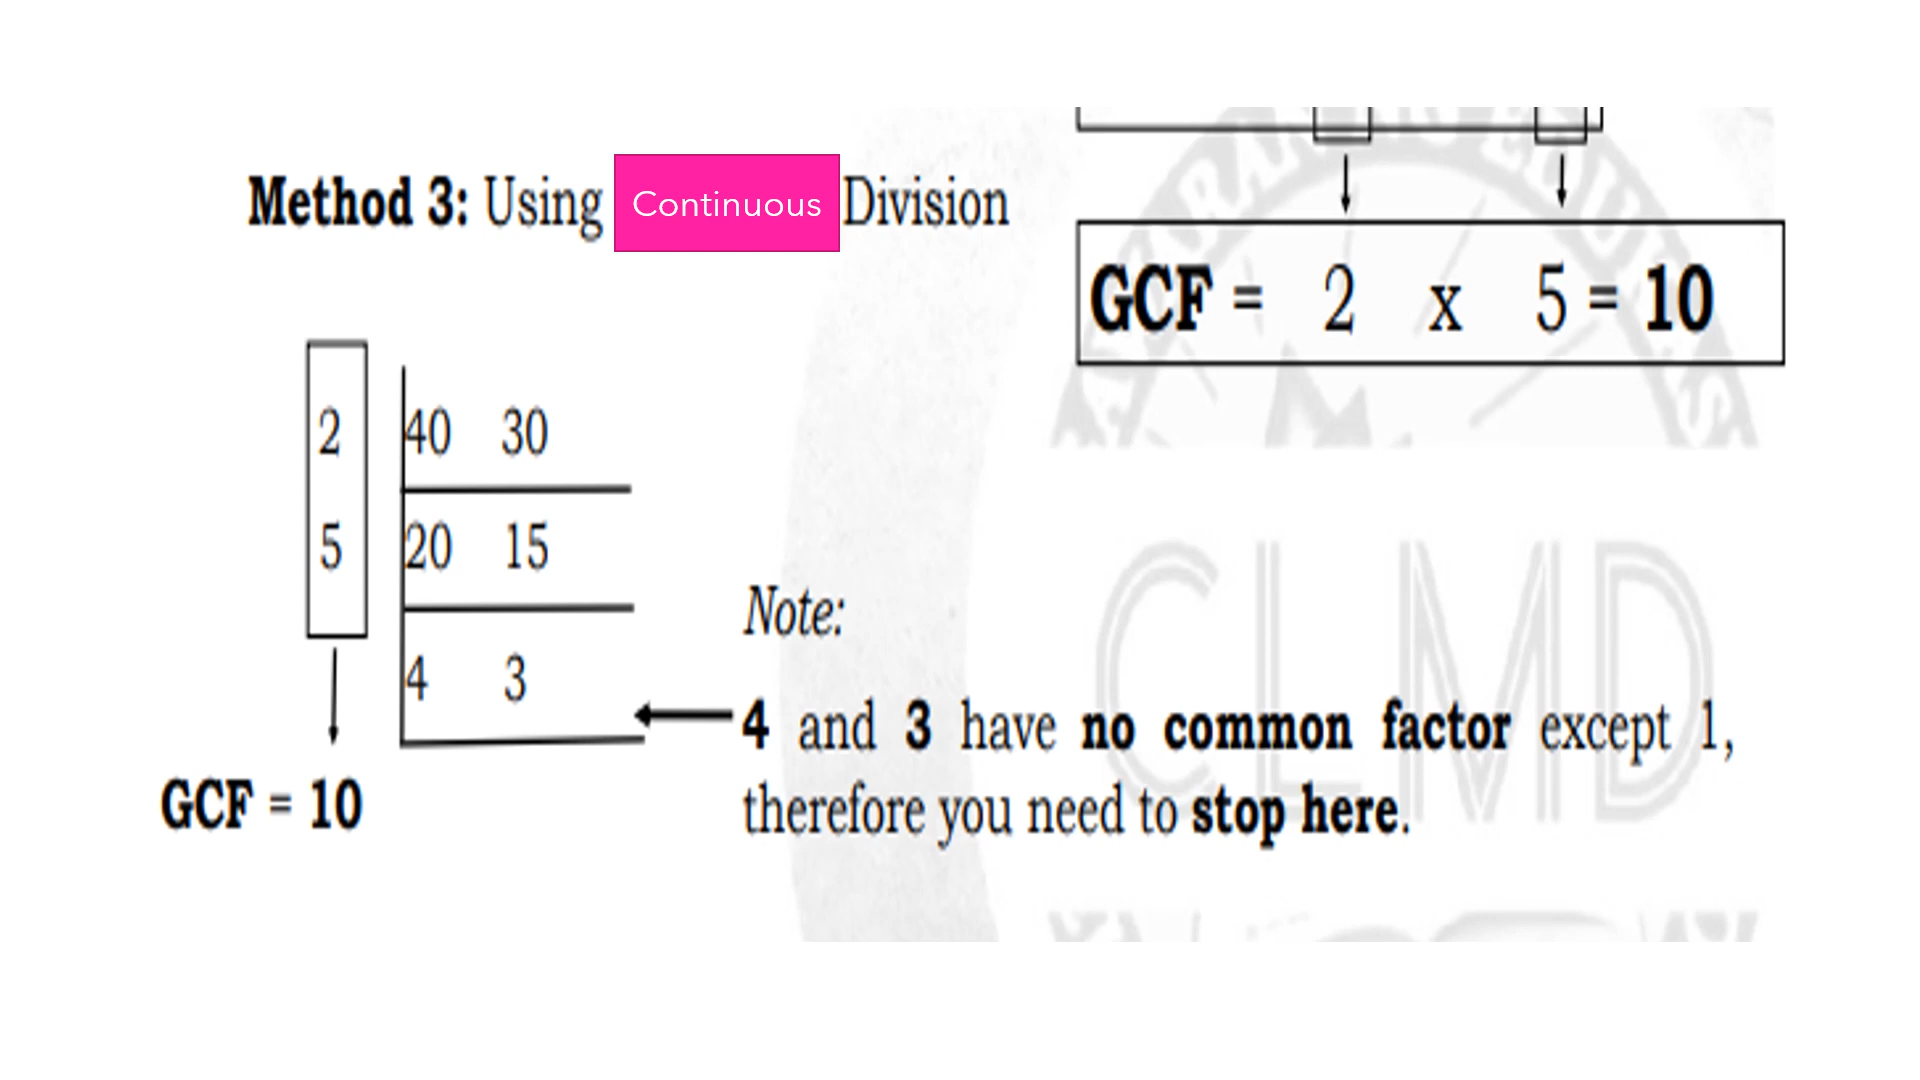 Method 3: Using Continuous Division
GCF = 2 x 5 = 10
2 40 30
5 20 15
4 3
Note:
4 and 3 have no common factor except 1,
therefore you need to stop here.
GCF = 10
CLMD